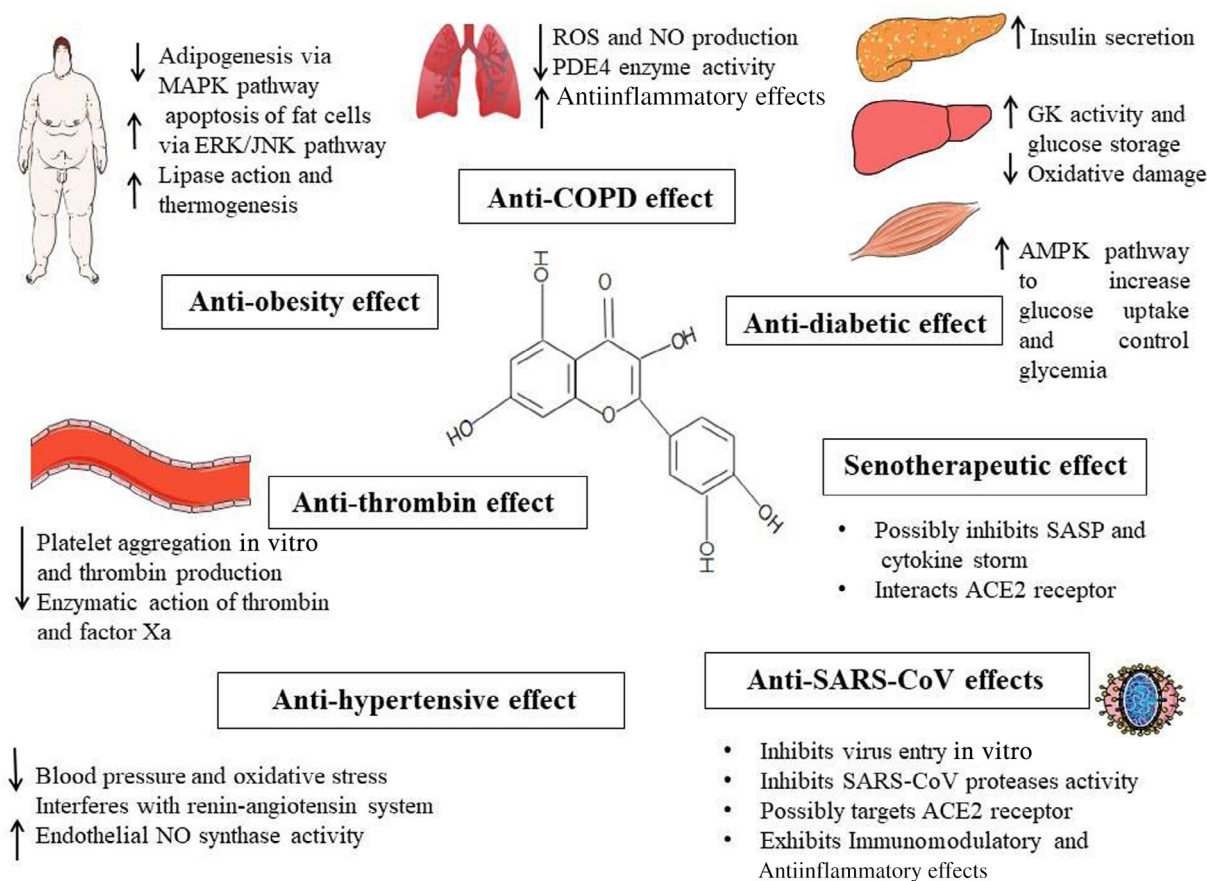 Adipogenesis via
MAPK pathway
apoptosis of fat cells
via ERK/JNK pathway
Lipase action and
thermogenesis
Anti-obesity effect
ROS and NO production
PDE4 enzyme activity
Antiinflammatory effects
Anti-COPD effect
Insulin secretion
GK activity and
glucose storage
Oxidative damage
AMPK pathway
to increase
glucose uptake
and control
glycemia
Anti-diabetic effect
OH
O
OH
HO
O
OH
OH
Anti-thrombin effect
Platelet aggregation in vitro
and thrombin production
Enzymatic action of thrombin
and factor Xa
Senotherapeutic effect
• Possibly inhibits SASP and
cytokine storm
• Interacts ACE2 receptor
Anti-hypertensive effect
Blood pressure and oxidative stress
Interferes with renin-angiotensin system
Endothelial NO synthase activity
Anti-SARS-CoV effects
• Inhibits virus entry in vitro
• Inhibits SARS-CoV proteases activity
• Possibly targets ACE2 receptor
• Exhibits Immunomodulatory and
Antiinflammatory effects